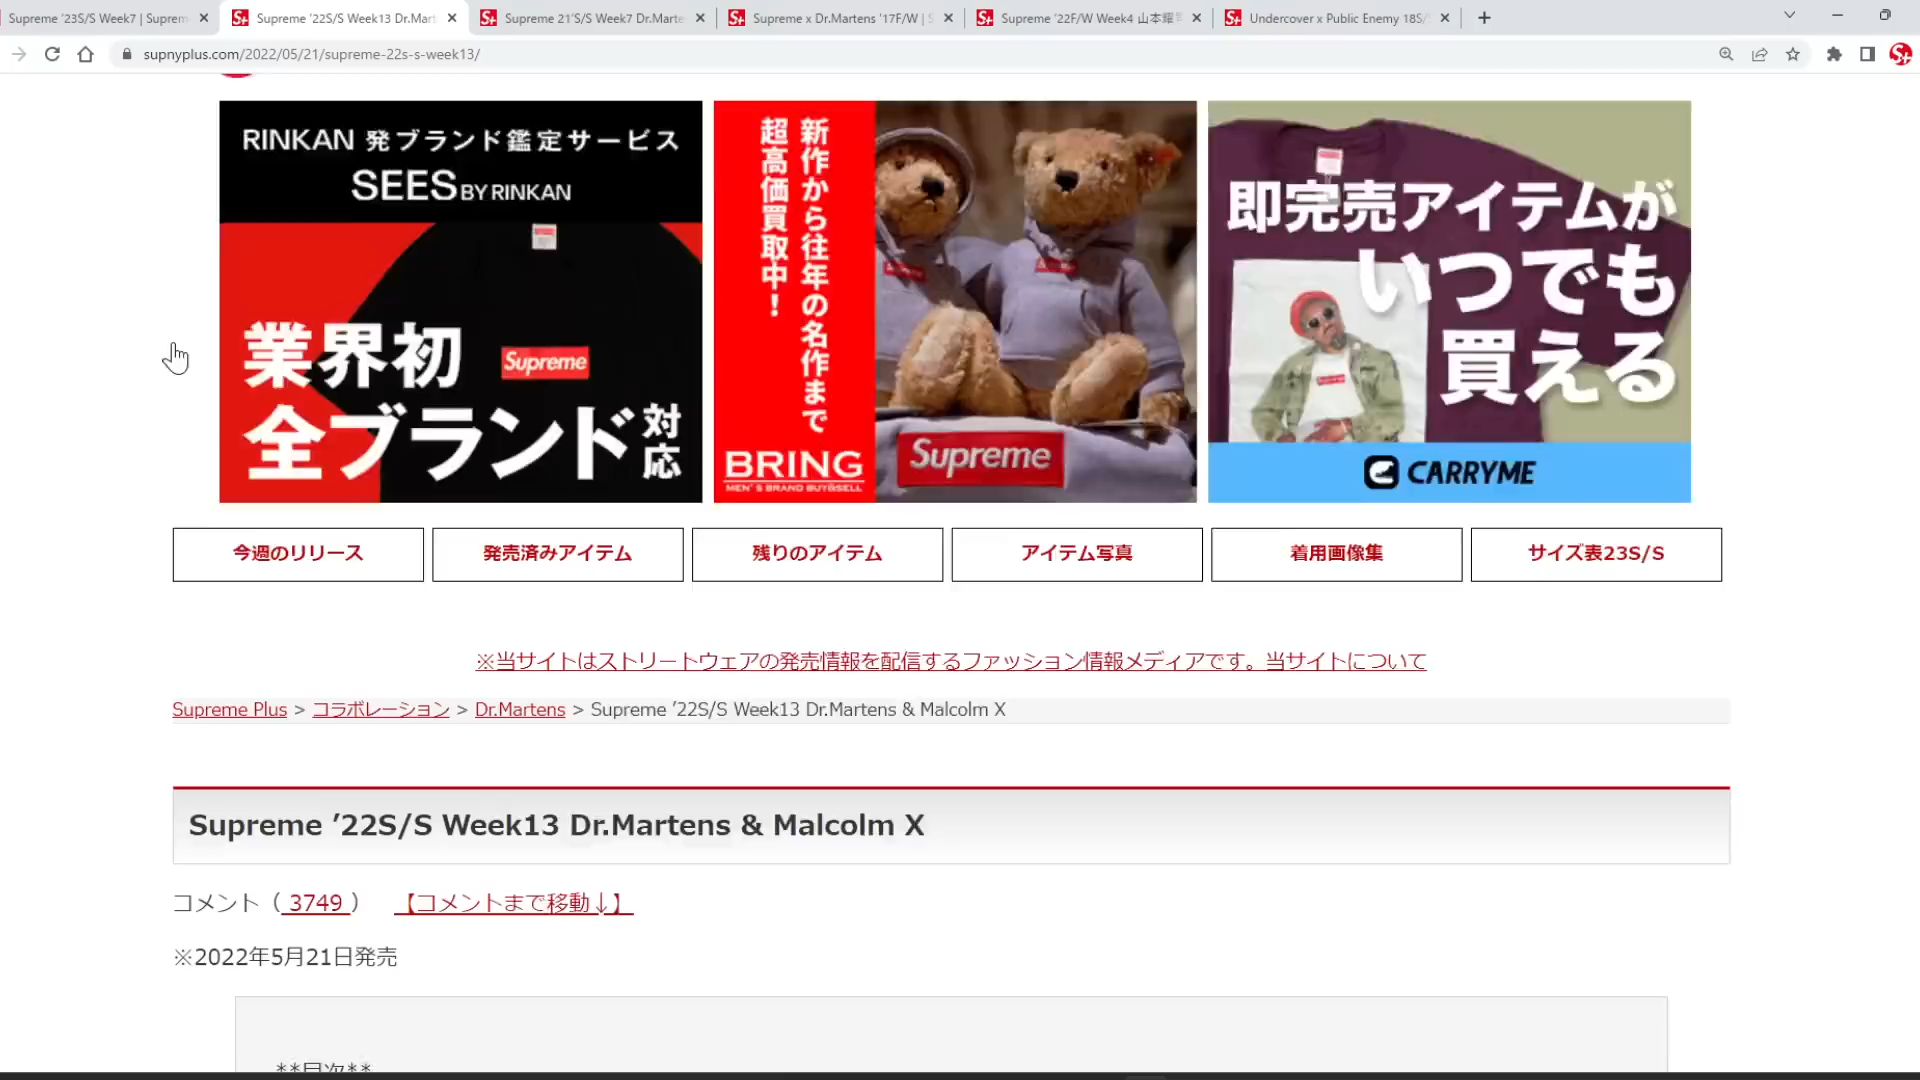 Supreme '23S/S Week7 | Suprem
Supreme '22S/S Week13 Dr.Mart
Supreme 21'S/S Week7 Dr.Marte
Supreme x Dr.Martens '17F/W | S
Supreme '22F/W Week4 山本耀司
Undercover x Public Enemy 18S/
supnyplus.com/2022/05/21/supreme-22s-s-week13/
RINKAN 発ブランド鑑定サービス
SEES BY RINKAN
業界初
Supreme
全ブランド対応
新作から往年の名作まで
超高価買取中！
BRING
MEN'S BRAND BUY&SELL
Supreme
即完売アイテムが
いつでも
買える
CARRYME
今週のリリース
発売済みアイテム
残りのアイテム
アイテム写真
着用画像集
サイズ表23S/S
※当サイトはストリートウェアの発売情報を配信するファッション情報メディアです。当サイトについて
Supreme Plus > コラボレーション > Dr.Martens > Supreme ’22S/S Week13 Dr.Martens & Malcolm X
Supreme ’22S/S Week13 Dr.Martens & Malcolm X
コメント（ 3749 ） 【コメントまで移動↓】
※2022年5月21日発売
**目次**